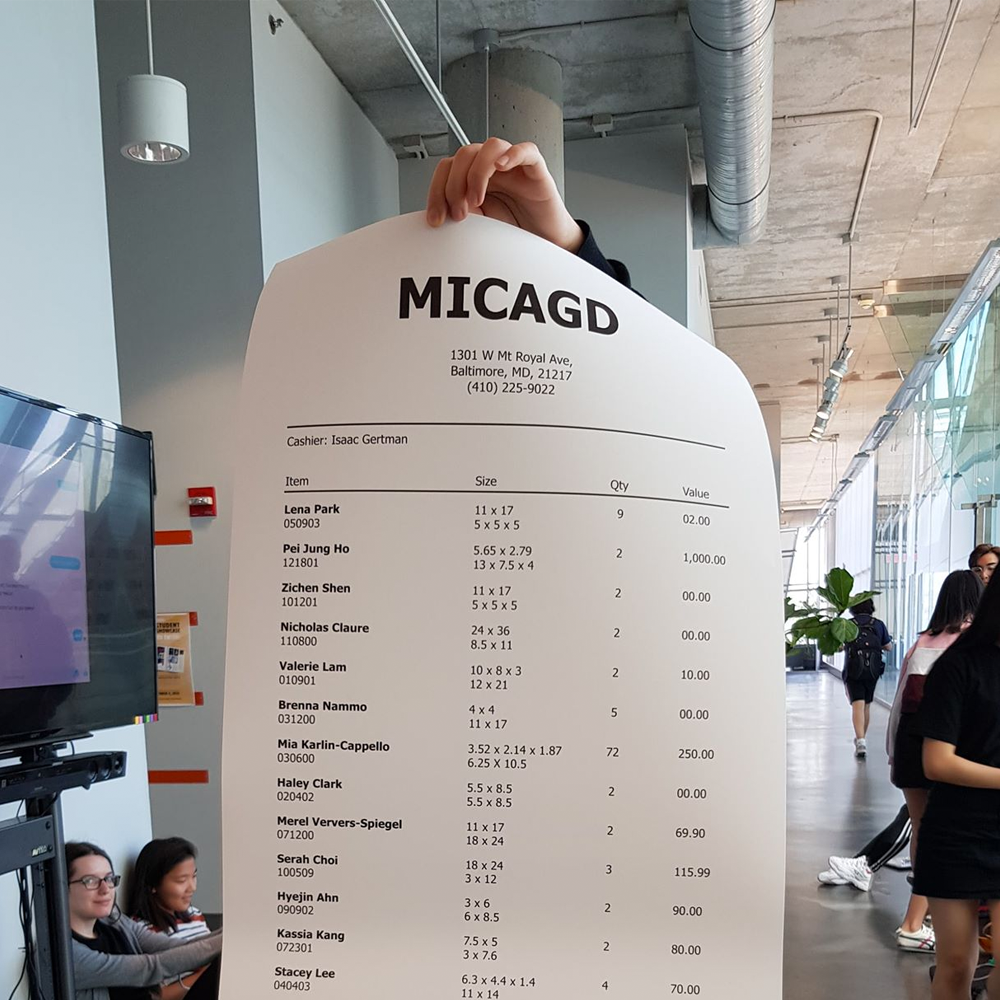 MICAGD
1301 W Mt Royal Ave,
Baltimore, MD, 21217
(410) 225-9022
Cashier: Isaac Gertman
Item Size Qty Value
Lena Park 11 x 17 9 02.00
050903 5 x 5 x 5
Pei Jung Ho 5.65 x 2.79 2 1,000.00
121801 13 x 7.5 x 4
Zichen Shen 11 x 17 2 00.00
101201 5 x 5 x 5
Nicholas Claure 24 x 36 2 00.00
110800 8.5 x 11
Valerie Lam 10 x 8 x 3 2 10.00
010901 12 x 21
Brenna Nammo 4 x 4 5 00.00
031200 11 x 17
Mia Karlin-Cappello 3.52 x 2.14 x 1.87 72 250.00
030600 6.25 X 10.5
Haley Clark 5.5 x 8.5 2 00.00
020402 5.5 x 8.5
Merel Ververs-Spiegel 11 x 17 2 69.90
071200 18 x 24
Serah Choi 18 x 24 3 115.99
100509 3 x 12
Hyejin Ahn 3 x 6 2 90.00
090902 6 x 8.5
Kassia Kang 7.5 x 5 2 80.00
072301 3 x 7.6
Stacey Lee 6.3 x 4.4 x 1.4 4 70.00
040403 11 x 14
STUDENT
SHOWCASE